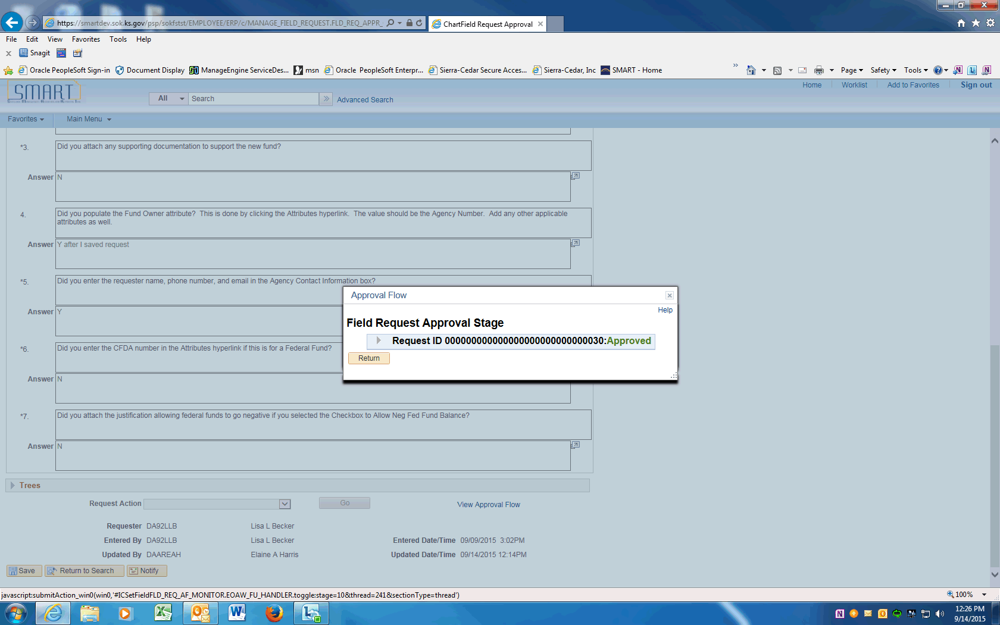 https://smartdev.sok.ks.gov/psp/sokfstst/EMPLOYEE/ERP/c/MANAGE_FIELD_REQUEST.FLD_REQ_APPR_
ChartField Request Approval
File Edit View Favorites Tools Help
Snagit
Oracle PeopleSoft Sign-in Document Display ManageEngine ServiceDes... msn Oracle PeopleSoft Enterpr... Sierra-Cedar Secure Acces... Sierra-Cedar, Inc SMART - Home Page Safety Tools
SMART
Home Worklist Add to Favorites Sign out
All Search Advanced Search
Favorites Main Menu
*3. Did you attach any supporting documentation to support the new fund?
Answer N
4. Did you populate the Fund Owner attribute? This is done by clicking the Attributes hyperlink. The value should be the Agency Number. Add any other applicable
attributes as well.
Answer Y after I saved request
*5. Did you enter the requester name, phone number, and email in the Agency Contact Information box?
Answer Y
*6. Did you enter the CFDA number in the Attributes hyperlink if this is for a Federal Fund?
Answer N
*7. Did you attach the justification allowing federal funds to go negative if you selected the Checkbox to Allow Neg Fed Fund Balance?
Answer N
Approval Flow
Help
Field Request Approval Stage
Request ID 000000000000000000000000000030:Approved
Return
Trees
Request Action Go View Approval Flow
Requester DA92LLB Lisa L Becker
Entered By DA92LLB Lisa L Becker Entered Date/Time 09/09/2015 3:02PM
Updated By DAAREAH Elaine A Harris Updated Date/Time 09/14/2015 12:14PM
Save Return to Search Notify
javascript:submitAction_win0(win0,'#ICSetFieldFLD_REQ_AF_MONITOR.EOAW_FU_HANDLER.toggle:stage=10&thread=241&sectionType=thread')
100%
12:26 PM
9/14/2015